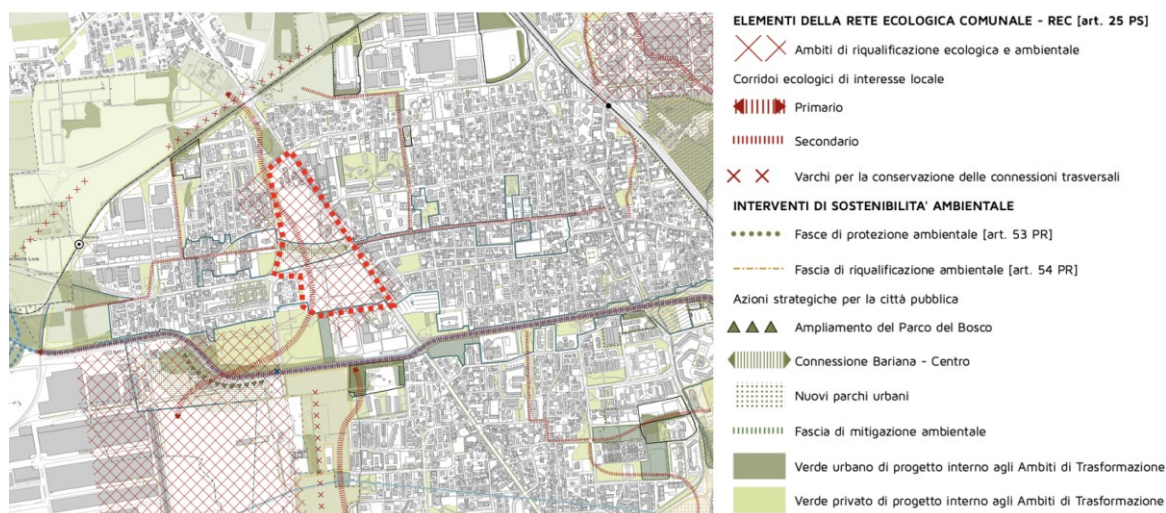 ELEMENTI DELLA RETE ECOLOGICA COMUNALE - REC [art. 25 PS]
Ambiti di riqualificazione ecologica e ambientale
Corridoi ecologici di interesse locale
Primario
Secondario
Varchi per la conservazione delle connessioni trasversali
INTERVENTI DI SOSTENIBILITA' AMBIENTALE
Fasce di protezione ambientale [art. 53 PR]
Fascia di riqualificazione ambientale [art. 54 PR]
Azioni strategiche per la città pubblica
Ampliamento del Parco del Bosco
Connessione Bariana - Centro
Nuovi parchi urbani
Fascia di mitigazione ambientale
Verde urbano di progetto interno agli Ambiti di Trasformazione
Verde privato di progetto interno agli Ambiti di Trasformazione